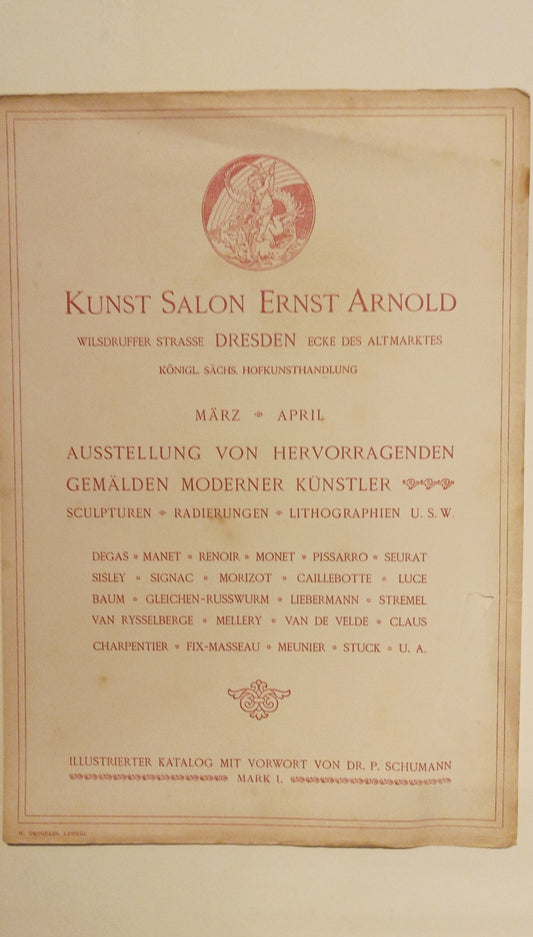 KUNST SALON ERNST ARNOLD
WILSDRUFFER STRASSE DRESDEN ECKE DES ALTMARKTES
KÖNIGL. SÄCHS. HOFKUNSTHANDLUNG
MÄRZ * APRIL
AUSSTELLUNG VON HERVORRAGENDEN
GEMÄLDEN MODERNER KÜNSTLER
SCULPTUREN * RADIERUNGEN * LITHOGRAPHIEN U. S. W.
DEGAS * MANET * RENOIR * MONET * PISSARRO * SEURAT
SISLEY * SIGNAC * MORIZOT * CAILLEBOTTE * LUCE
BAUM * GLEICHEN-RUSSWURM * LIEBERMANN * STREMEL
VAN RYSSELBERGE * MELLERY * VAN DE VELDE * CLAUS
CHARPENTIER * FIX-MASSEAU * MEUNIER * STUCK * U. A.
ILLUSTRIERTER KATALOG MIT VORWORT VON DR. P. SCHUMANN
MARK 1.
W. DRUGULIN, LEIPZIG.